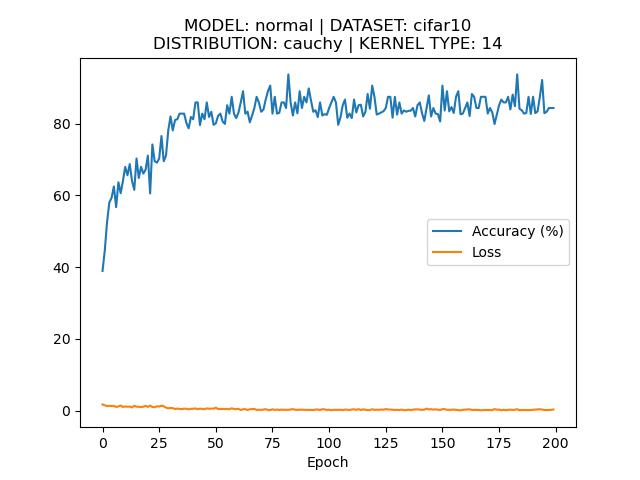 MODEL: normal | DATASET: cifar10
DISTRIBUTION: cauchy | KERNEL TYPE: 14
80
60
40
20
0
Accuracy (%)
Loss
0 25 50 75 100 125 150 175 200
Epoch